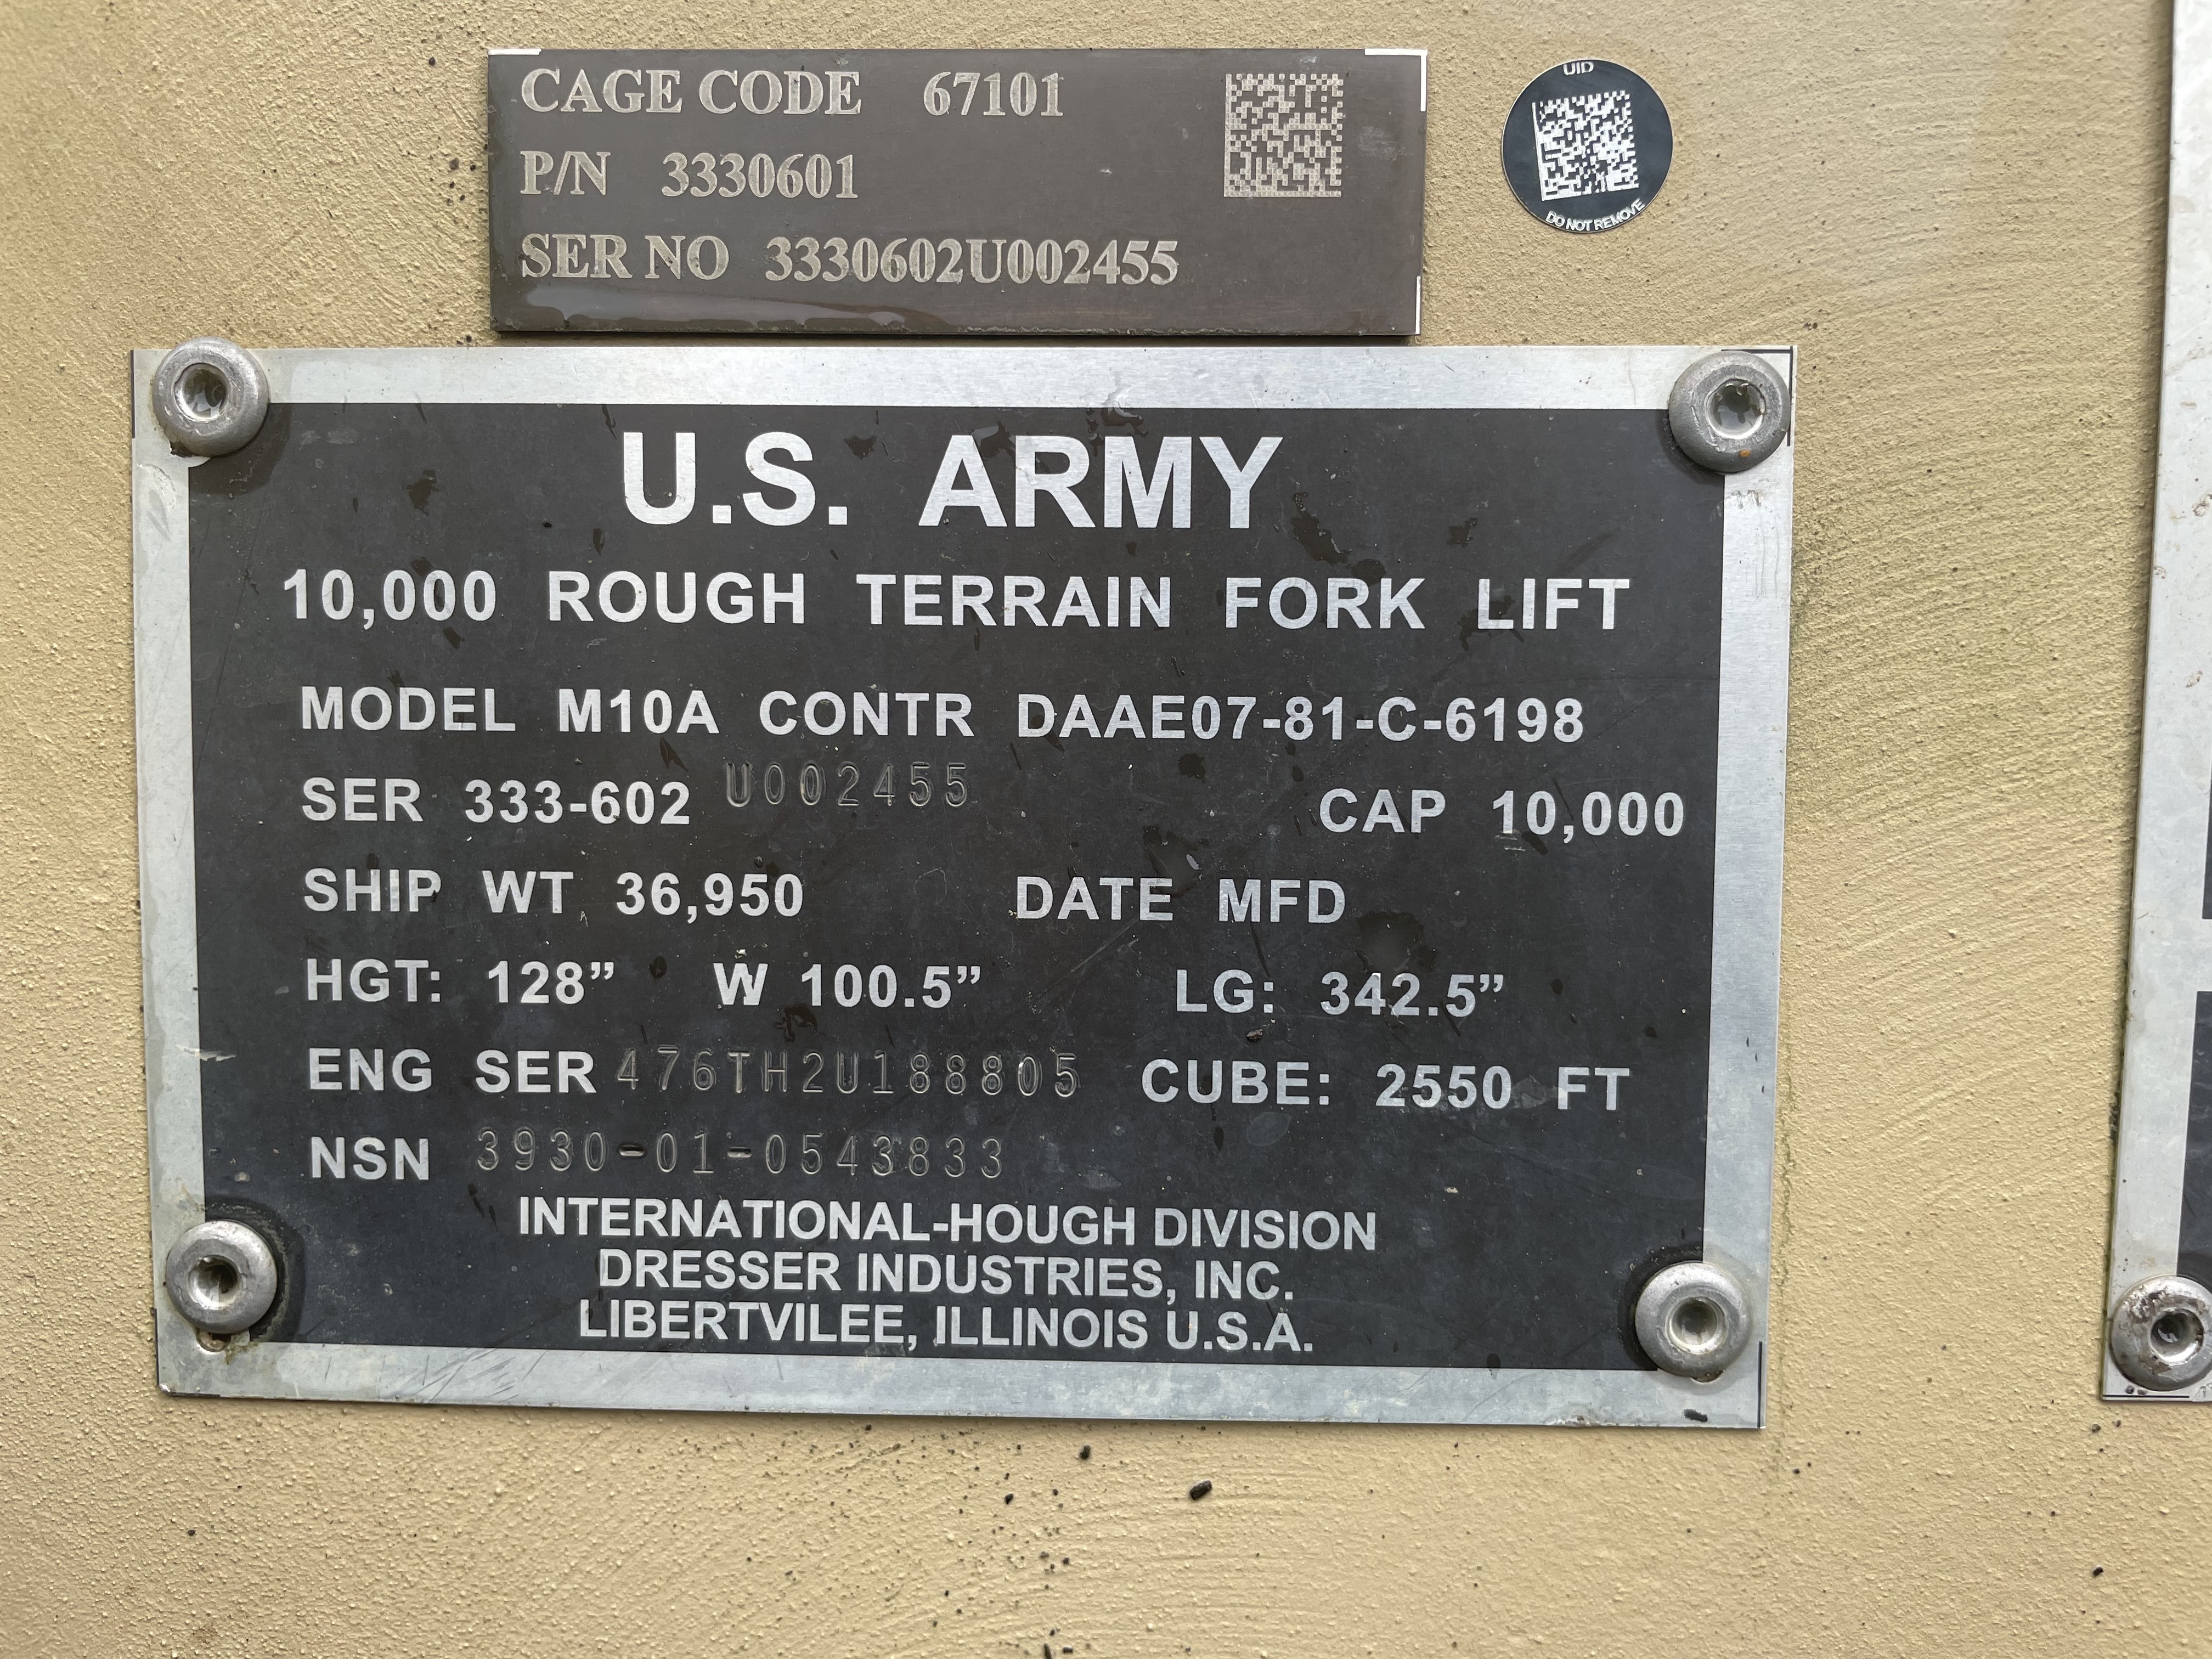 CAGE CODE 67101
P/N 3330601
SER NO 3330602U002455
UID
DO NOT REMOVE
U.S. ARMY
10,000 ROUGH TERRAIN FORK LIFT
MODEL M10A CONTR DAAE07-81-C-6198
SER 333-602 U002455 CAP 10,000
SHIP WT 36,950 DATE MFD
HGT: 128” W 100.5” LG: 342.5”
ENG SER 476TH2U188805 CUBE: 2550 FT
NSN 3930-01-0543833
INTERNATIONAL-HOUGH DIVISION
DRESSER INDUSTRIES, INC.
LIBERTVILEE, ILLINOIS U.S.A.